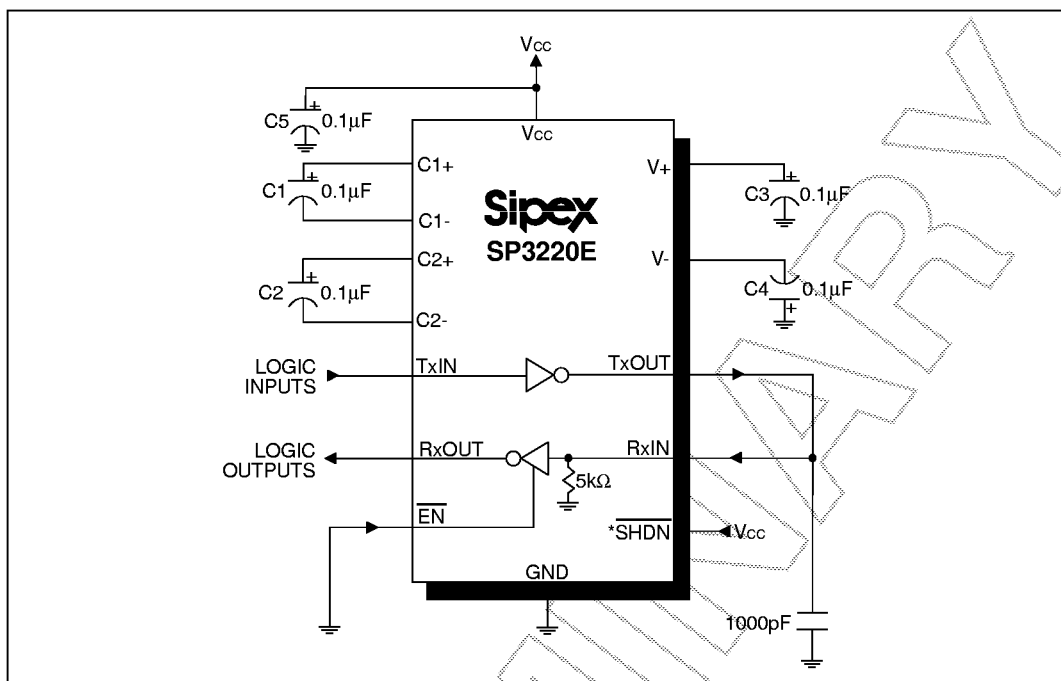 VCC
C5
+
0.1µF
VCC
C1+
C1
+
0.1µF
C1-
C2+
C2
+
0.1µF
C2-
Sipex
SP3220E
V+
C3
+
0.1µF
V-
C4
0.1µF
+
LOGIC
INPUTS
TxIN
TxOUT
LOGIC
OUTPUTS
RxOUT
RxIN
5kΩ
EN
*SHDN
VCC
GND
1000pF